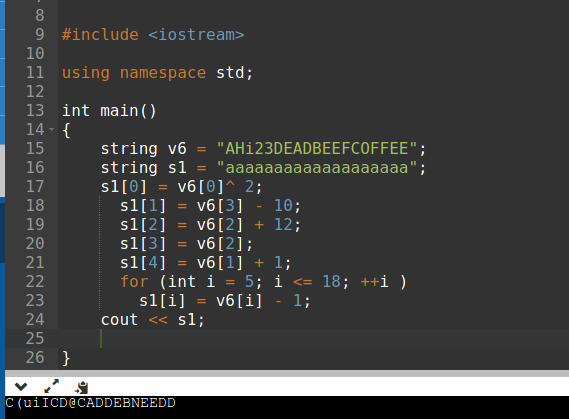 8
9 #include <iostream>
10
11 using namespace std;
12
13 int main()
14 {
15 string v6 = "AHi23DEADBEEFCOFFEE";
16 string s1 = "aaaaaaaaaaaaaaaaaaa";
17 s1[0] = v6[0]^ 2;
18 s1[1] = v6[3] - 10;
19 s1[2] = v6[2] + 12;
20 s1[3] = v6[2];
21 s1[4] = v6[1] + 1;
22 for (int i = 5; i <= 18; ++i )
23 s1[i] = v6[i] - 1;
24 cout << s1;
25
26 }
C(uiICD@CADDEBNEEDD